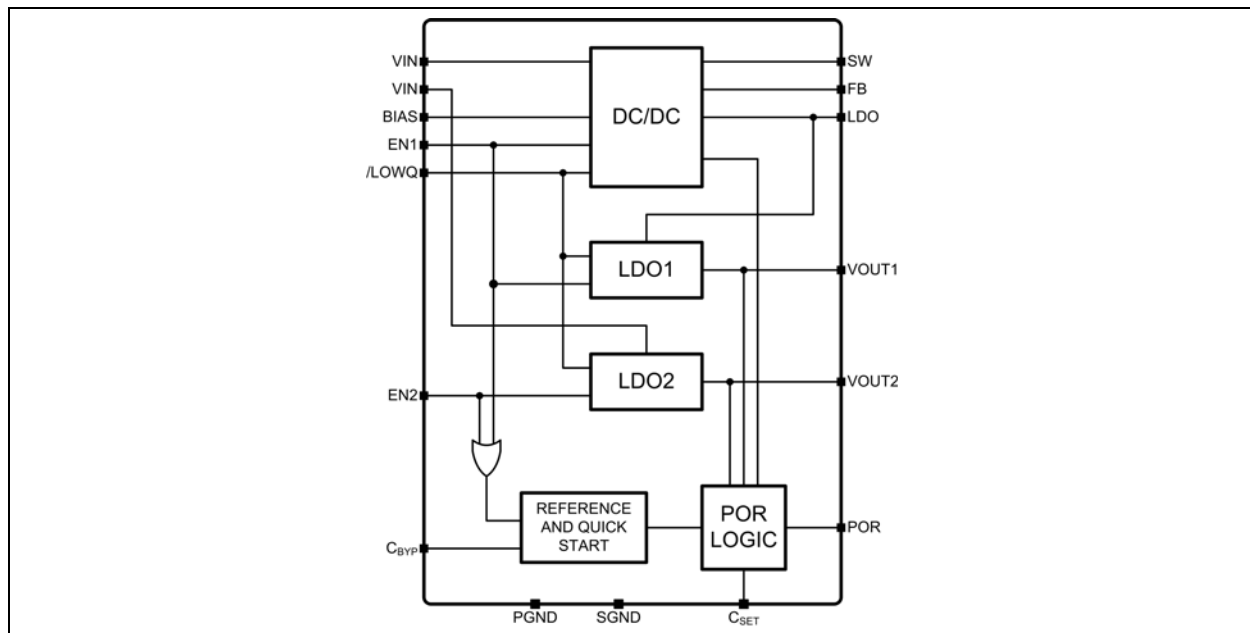 VIN
VIN
BIAS
EN1
/LOWQ
EN2
CBYP
DC/DC
LDO1
LDO2
REFERENCE
AND QUICK
START
POR
LOGIC
SW
FB
LDO
VOUT1
VOUT2
POR
PGND
SGND
CSET